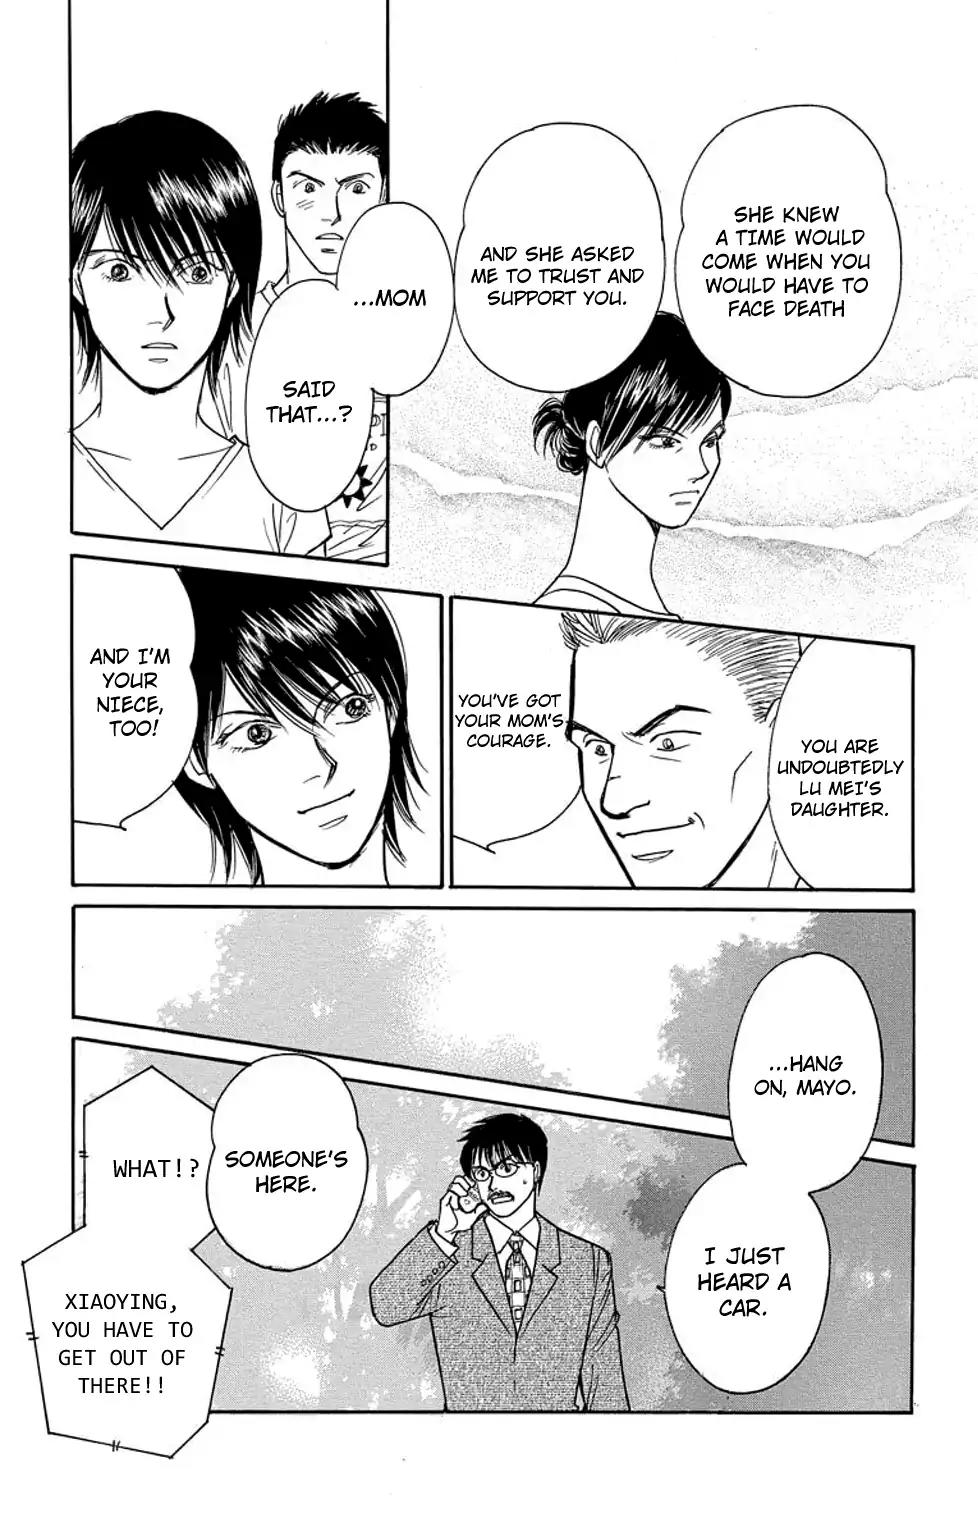 SHE KNEW
A TIME WOULD
COME WHEN YOU
WOULD HAVE TO
FACE DEATH
AND SHE ASKED
ME TO TRUST AND
SUPPORT YOU.
...MOM
SAID
THAT...?
YOU ARE
UNDOUBTEDLY
LU MEI'S
DAUGHTER.
YOU'VE GOT
YOUR MOM'S
COURAGE.
AND I'M
YOUR
NIECE,
TOO!
...HANG
ON, MAYO.
I JUST
HEARD A
CAR.
SOMEONE'S
HERE.
WHAT!?
XIAOYING,
YOU HAVE TO
GET OUT OF
THERE!!